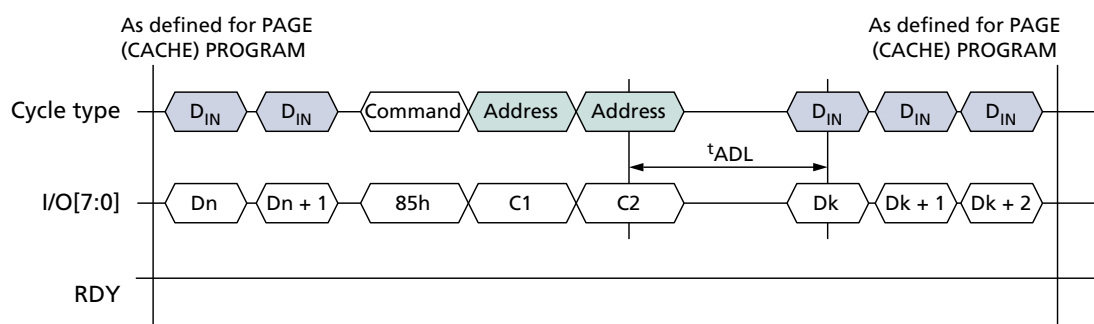 As defined for PAGE
(CACHE) PROGRAM
As defined for PAGE
(CACHE) PROGRAM
Cycle type DIN DIN Command Address Address DIN DIN DIN
tADL
I/O[7:0] Dn Dn + 1 85h C1 C2 Dk Dk + 1 Dk + 2
RDY